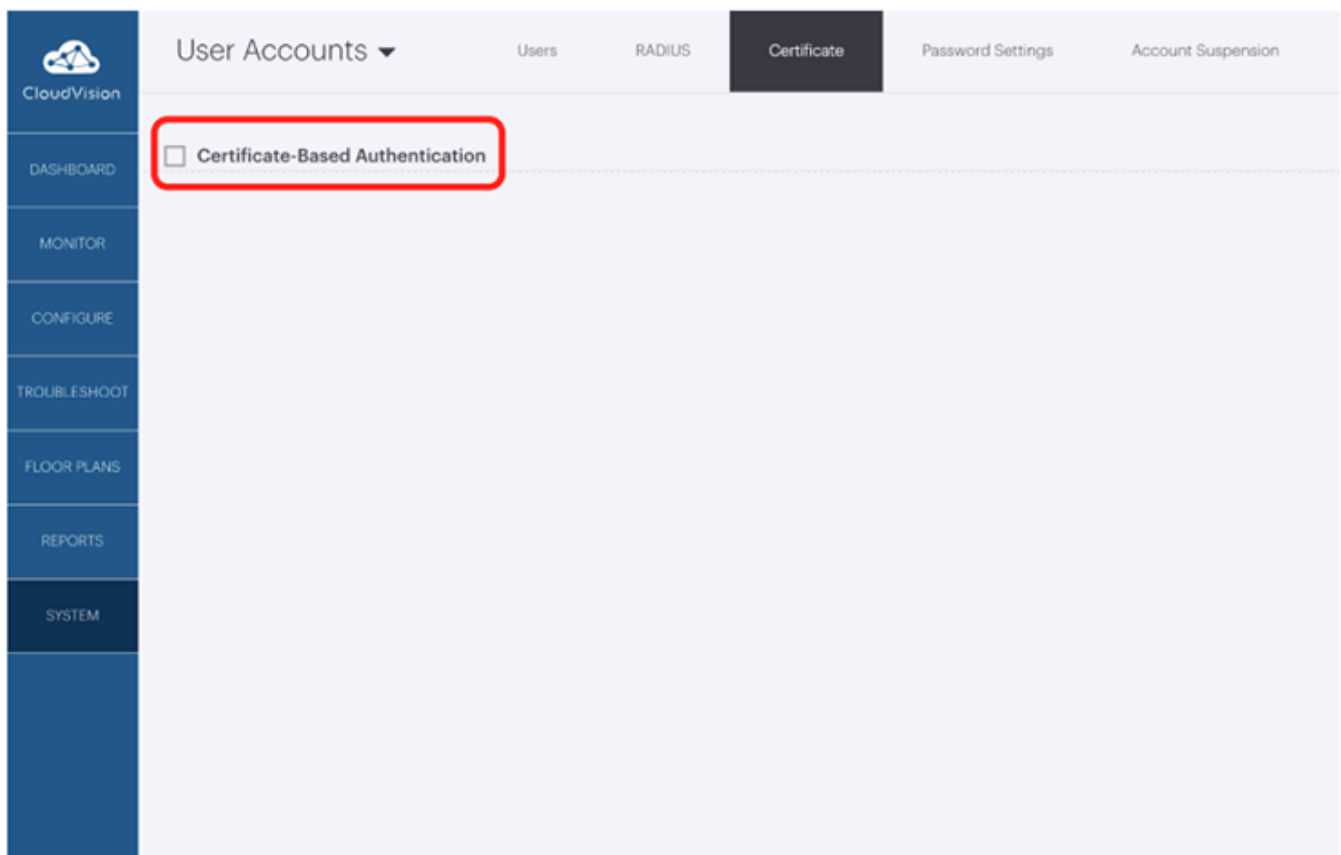 CloudVision
User Accounts
Users
RADIUS
Certificate
Password Settings
Account Suspension
Certificate-Based Authentication
DASHBOARD
MONITOR
CONFIGURE
TROUBLESHOOT
FLOOR PLANS
REPORTS
SYSTEM